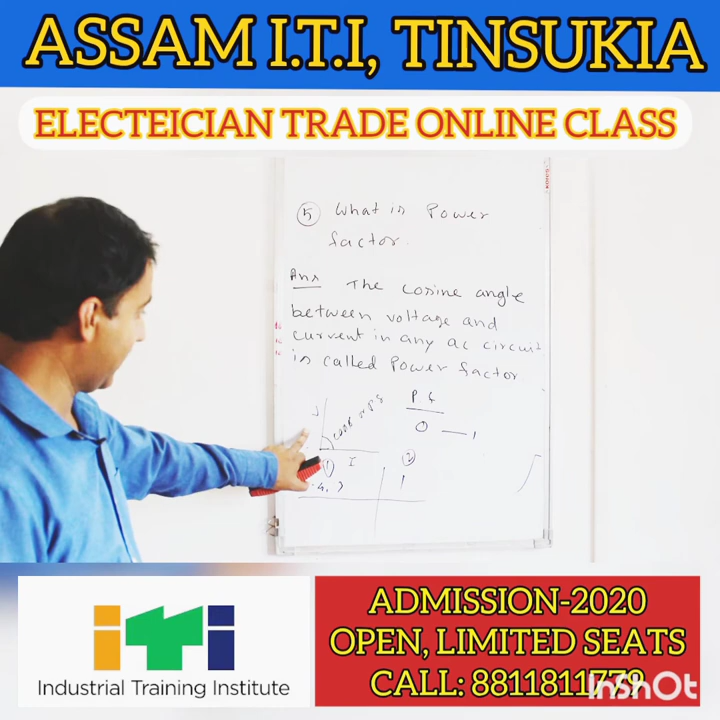 ASSAM I.T.I, TINSUKIA
ELECTEICIAN TRADE ONLINE CLASS
5 What is Power
factor.
Ans The cosine angle
between voltage and
current in any ac circuit
is called Power factor
P f
0 — 1
V
I
1 2
1
iTi
Industrial Training Institute
ADMISSION-2020
OPEN, LIMITED SEATS
CALL: 8811811779
InShOt